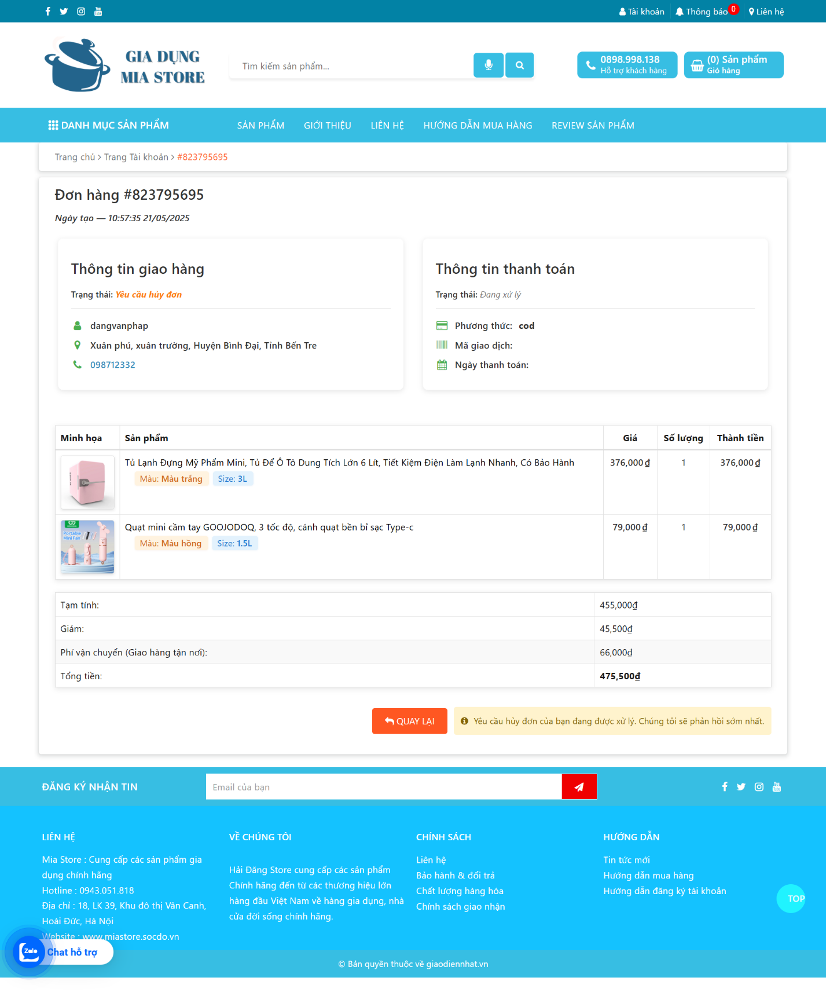 Tài khoản
Thông báo 0
Liên hệ
GIA DỤNG
MIA STORE
Tìm kiếm sản phẩm...
0898.998.138
Hỗ trợ khách hàng
(0) Sản phẩm
Giỏ hàng
DANH MỤC SẢN PHẨM
SẢN PHẨM
GIỚI THIỆU
LIÊN HỆ
HƯỚNG DẪN MUA HÀNG
REVIEW SẢN PHẨM
Trang chủ > Trang Tài khoản > #823795695
Đơn hàng #823795695
Ngày tạo — 10:57:35 21/05/2025
Thông tin giao hàng
Trạng thái: Yêu cầu hủy đơn
dangvanphap
Xuân phú, xuân trường, Huyện Bình Đại, Tỉnh Bến Tre
098712332
Thông tin thanh toán
Trạng thái: Đang xử lý
Phương thức: cod
Mã giao dịch:
Ngày thanh toán:
Minh họa Sản phẩm Giá Số lượng Thành tiền
Tủ Lạnh Đựng Mỹ Phẩm Mini, Tủ Để Ô Tô Dung Tích Lớn 6 Lít, Tiết Kiệm Điện Làm Lạnh Nhanh, Có Bảo Hành 376,000₫ 1 376,000₫
Màu: Màu trắng Size: 3L
Portable
Mini Fan
Quạt mini cầm tay GOOJODOQ, 3 tốc độ, cánh quạt bền bỉ sạc Type-c 79,000₫ 1 79,000₫
Màu: Màu hồng Size: 1.5L
Tạm tính: 455,000₫
Giảm: 45,500₫
Phí vận chuyển (Giao hàng tận nơi): 66,000₫
Tổng tiền: 475,500₫
QUAY LẠI
Yêu cầu hủy đơn của bạn đang được xử lý. Chúng tôi sẽ phản hồi sớm nhất.
ĐĂNG KÝ NHẬN TIN
Email của bạn
LIÊN HỆ
Mia Store : Cung cấp các sản phẩm gia
dụng chính hãng
Hotline : 0943.051.818
Địa chỉ : 18, LK 39, Khu đô thị Vân Canh,
Hoài Đức, Hà Nội
Website : www.miastore.socdo.vn
VỀ CHÚNG TÔI
Hải Đăng Store cung cấp các sản phẩm
Chính hãng đến từ các thương hiệu lớn
hàng đầu Việt Nam về hàng gia dụng, nhà
cửa đời sống chính hãng.
CHÍNH SÁCH
Liên hệ
Bảo hành & đổi trả
Chất lượng hàng hóa
Chính sách giao nhận
HƯỚNG DẪN
Tin tức mới
Hướng dẫn mua hàng
Hướng dẫn đăng ký tài khoản
TOP
Zalo
Chat hỗ trợ
© Bản quyền thuộc về giaodiennhat.vn